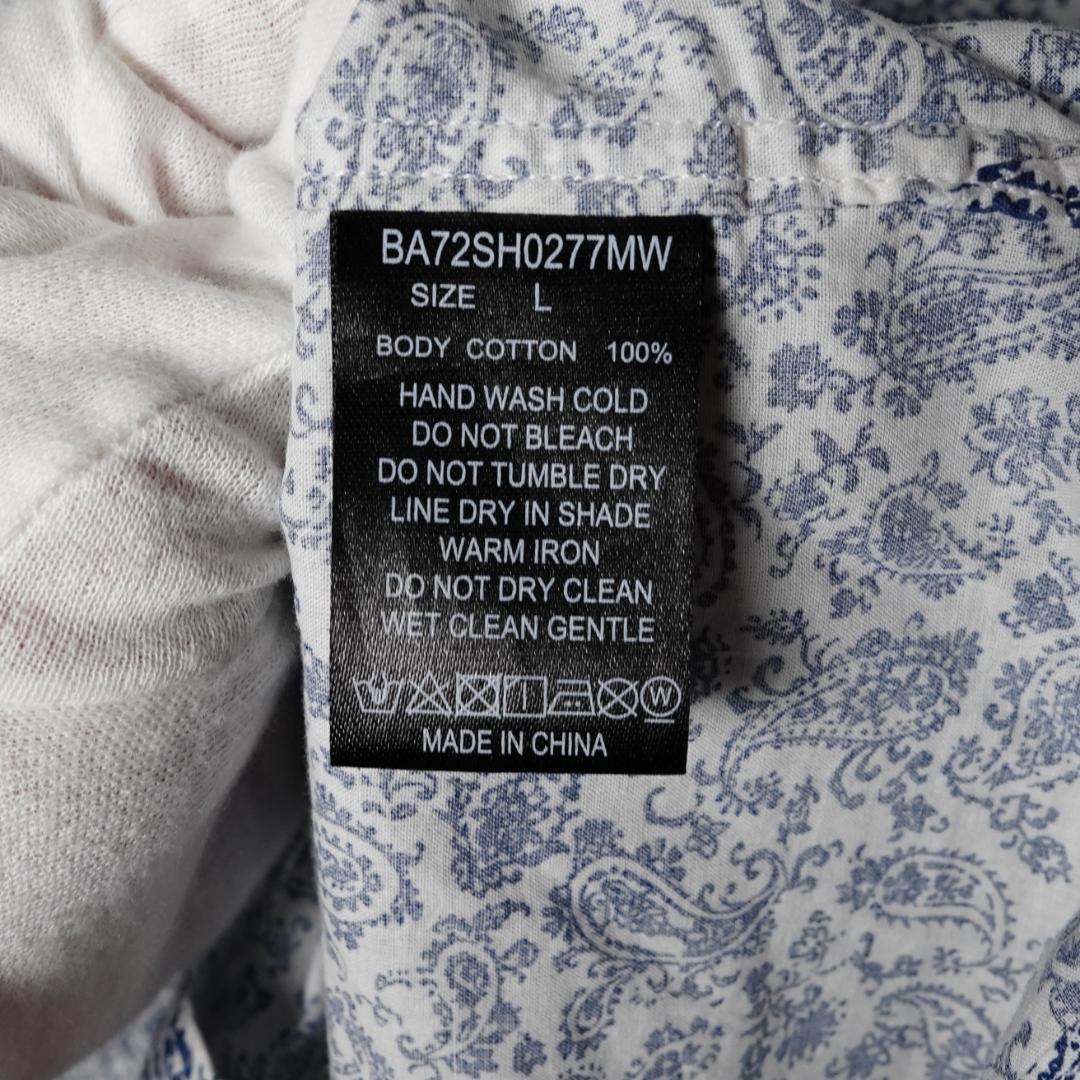 BA72SH0277MW
SIZE L
BODY COTTON 100%
HAND WASH COLD
DO NOT BLEACH
DO NOT TUMBLE DRY
LINE DRY IN SHADE
WARM IRON
DO NOT DRY CLEAN
WET CLEAN GENTLE
W
MADE IN CHINA